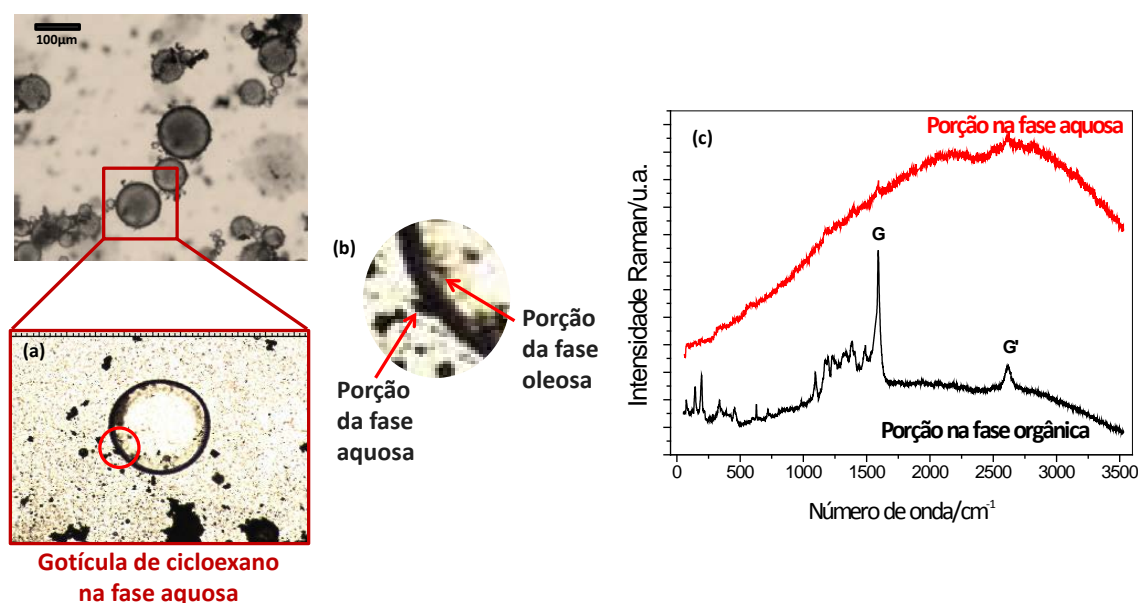 100µm
(a)
Gotícula de cicloexano
na fase aquosa
(b)
Porção
da fase
oleosa
Porção
da fase
aquosa
(c)
Porção na fase aquosa
G
G'
Porção na fase orgânica
Intensidade Raman/u.a.
0 500 1000 1500 2000 2500 3000 3500
Número de onda/cm⁻¹